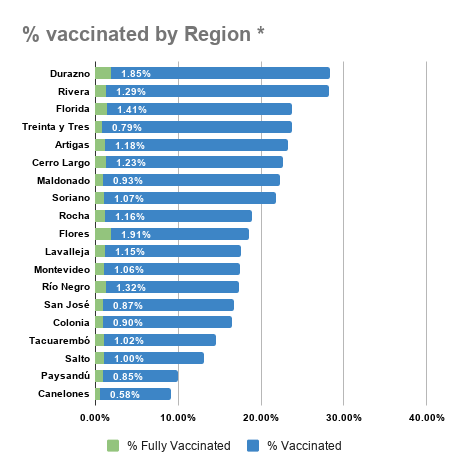 % vaccinated by Region *
Durazno 1.85%
Rivera 1.29%
Florida 1.41%
Treinta y Tres 0.79%
Artigas 1.18%
Cerro Largo 1.23%
Maldonado 0.93%
Soriano 1.07%
Rocha 1.16%
Flores 1.91%
Lavalleja 1.15%
Montevideo 1.06%
Río Negro 1.32%
San José 0.87%
Colonia 0.90%
Tacuarembó 1.02%
Salto 1.00%
Paysandú 0.85%
Canelones 0.58%
0.00% 10.00% 20.00% 30.00% 40.00%
% Fully Vaccinated % Vaccinated